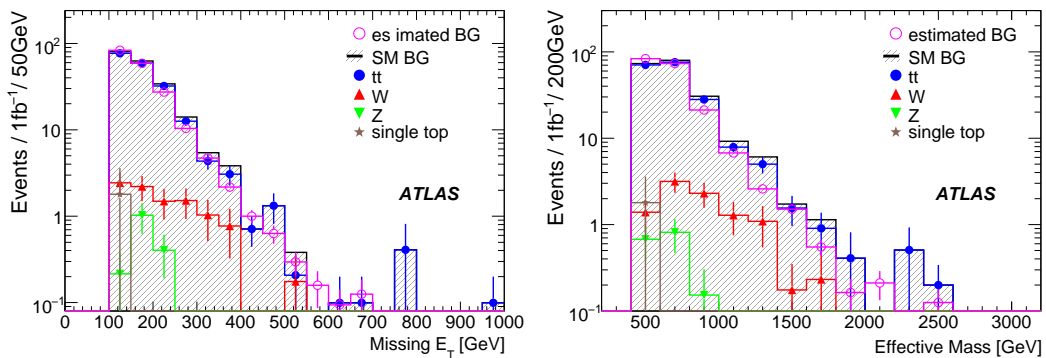 Events / 1fb⁻¹/ 50GeV
10²
10
1
10⁻¹
es imated BG
SM BG
tt
W
Z
single top
ATLAS
0 100 200 300 400 500 600 700 800 900 1000
Missing E_T [GeV]
Events / 1fb⁻¹/ 200GeV
10²
10
1
10⁻¹
estimated BG
SM BG
tt
W
Z
single top
ATLAS
500 1000 1500 2000 2500 3000
Effective Mass [GeV]